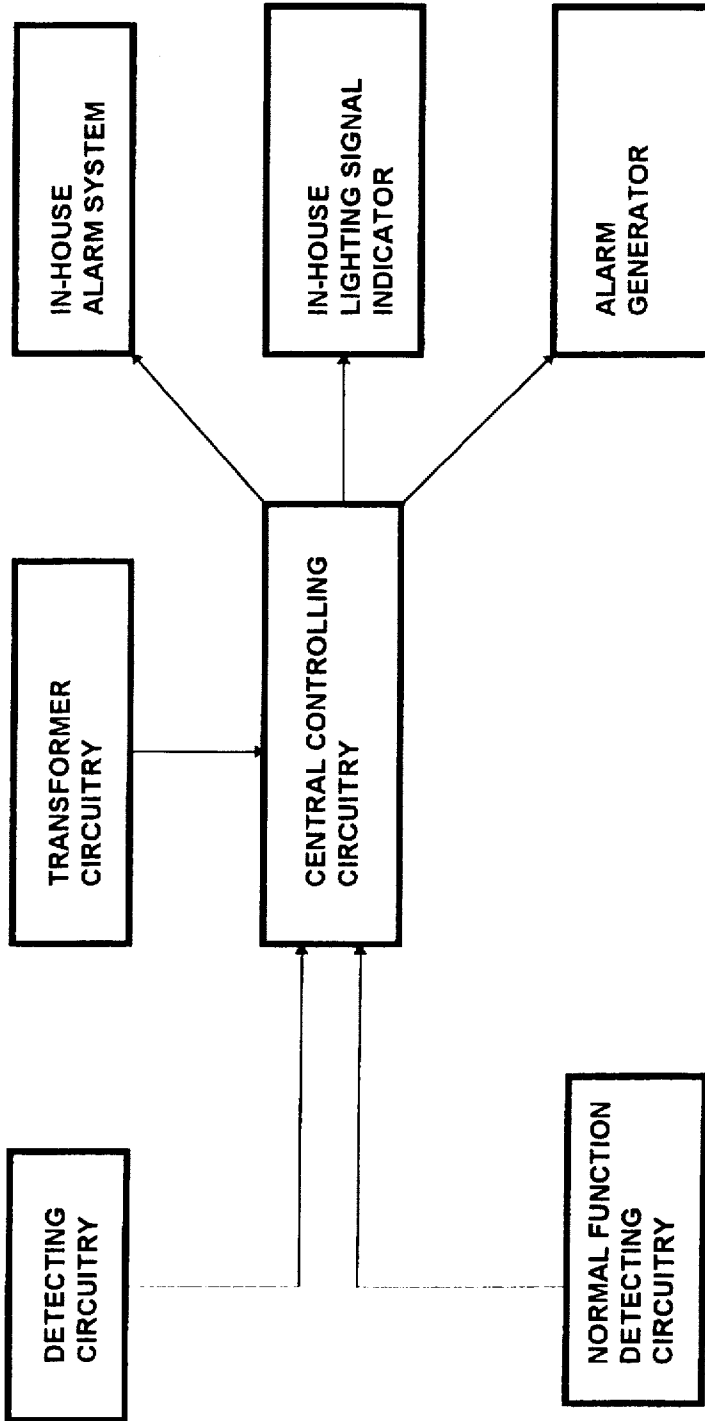 DETECTING
CIRCUITRY
TRANSFORMER
CIRCUITRY
IN-HOUSE
ALARM SYSTEM
CENTRAL CONTROLLING
CIRCUITRY
IN-HOUSE
LIGHTING SIGNAL
INDICATOR
NORMAL FUNCTION
DETECTING
CIRCUITRY
ALARM
GENERATOR